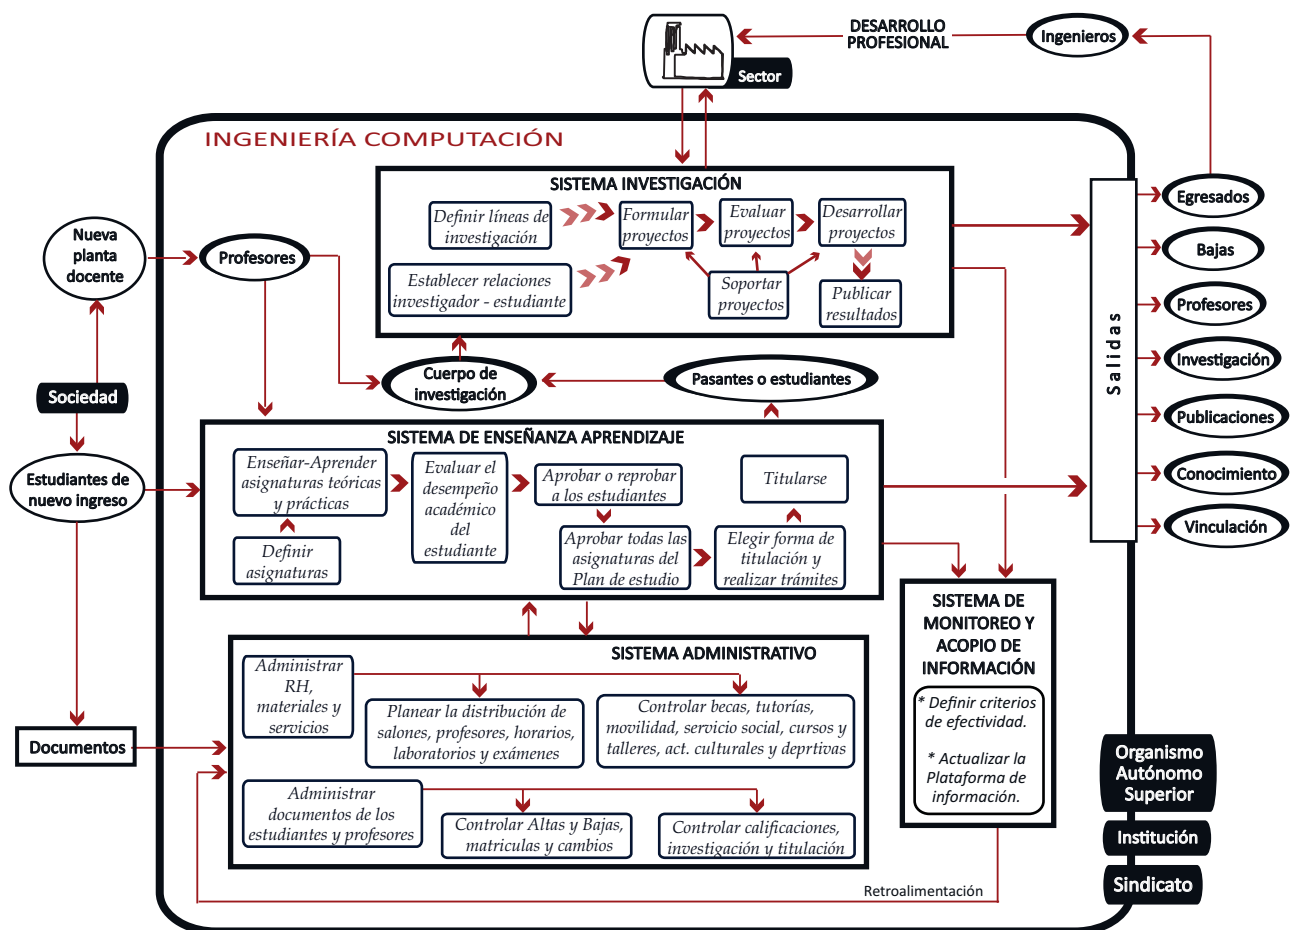 DESARROLLO
PROFESIONAL
Ingenieros
Sector
INGENIERÍA COMPUTACIÓN
SISTEMA INVESTIGACIÓN
Definir líneas de
investigación
Formular
proyectos
Evaluar
proyectos
Desarrollar
proyectos
Establecer relaciones
investigador - estudiante
Soportar
proyectos
Publicar
resultados
Nueva
planta
docente
Profesores
Sociedad
Cuerpo de
investigación
Pasantes o estudiantes
Estudiantes de
nuevo ingreso
SISTEMA DE ENSEÑANZA APRENDIZAJE
Enseñar-Aprender
asignaturas teóricas
y prácticas
Evaluar el
desempeño
académico
del
estudiante
Aprobar o reprobar
a los estudiantes
Titularse
Definir
asignaturas
Aprobar todas las
asignaturas del
Plan de estudio
Elegir forma de
titulación y
realizar trámites
Salidas
Egresados
Bajas
Profesores
Investigación
Publicaciones
Conocimiento
Vinculación
SISTEMA ADMINISTRATIVO
Administrar
RH,
materiales y
servicios
Planear la distribución de
salones, profesores, horarios,
laboratorios y exámenes
Controlar becas, tutorías,
movilidad, servicio social, cursos y
talleres, act. culturales y deprtivas
Documentos
Administrar
documentos de los
estudiantes y profesores
Controlar Altas y Bajas,
matriculas y cambios
Controlar calificaciones,
investigación y titulación
SISTEMA DE
MONITOREO Y
ACOPIO DE
INFORMACIÓN
* Definir criterios
de efectividad.
* Actualizar la
Plataforma de
información.
Retroalimentación
Organismo
Autónomo
Superior
Institución
Sindicato